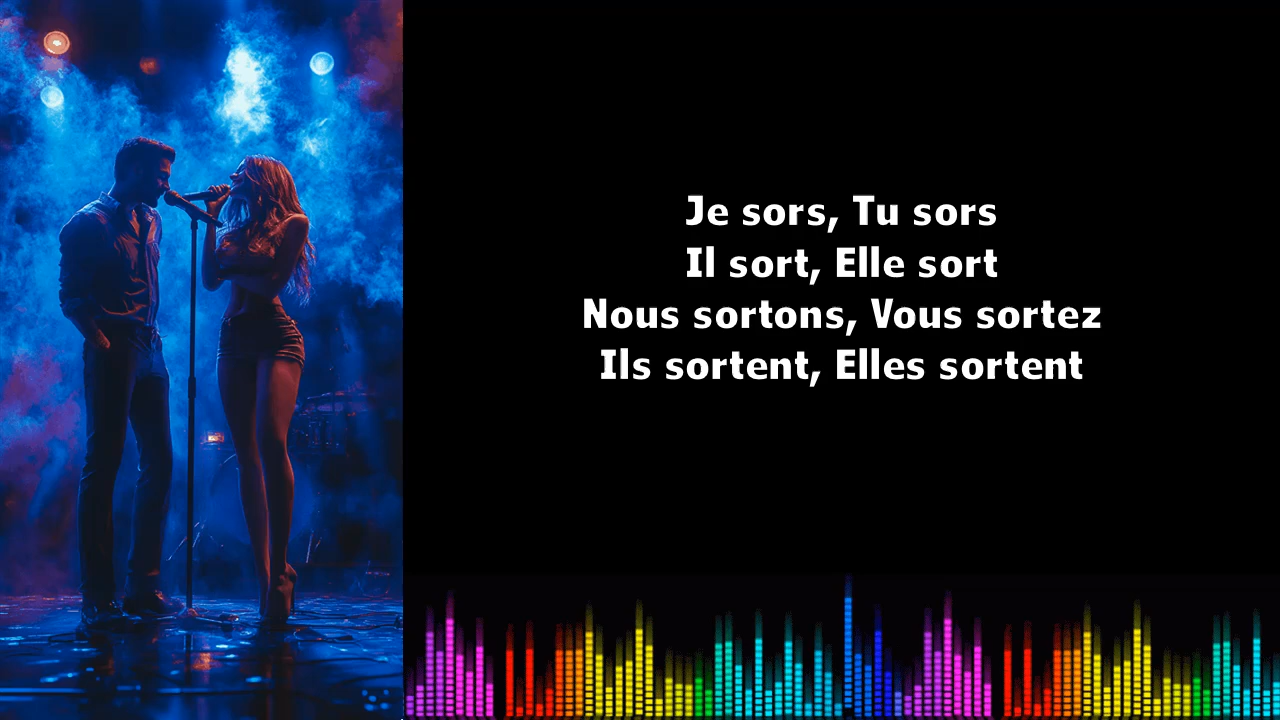 Je sors, Tu sors
Il sort, Elle sort
Nous sortons, Vous sortez
Ils sortent, Elles sortent